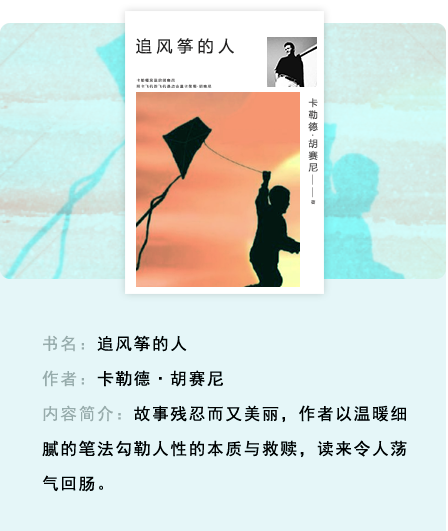 追风筝的人
卡勒德·胡赛尼
书名：追风筝的人
作者：卡勒德·胡赛尼
内容简介：故事残忍而又美丽，作者以温暖细
腻的笔法勾勒人性的本质与救赎，读来令人荡
气回肠。